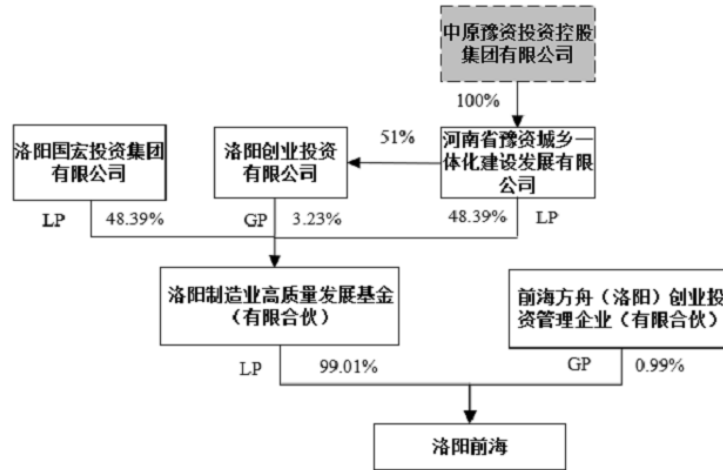 中原豫资投资控股
集团有限公司
100%
洛阳国宏投资集团
有限公司
洛阳创业投资
有限公司
51%
河南省豫资城乡一
体化建设发展有限
公司
LP
48.39%
GP
3.23%
48.39%
LP
洛阳制造业高质量发展基金
（有限合伙）
前海方舟（洛阳）创业投
资管理企业（有限合伙）
LP
99.01%
GP
0.99%
洛阳前海